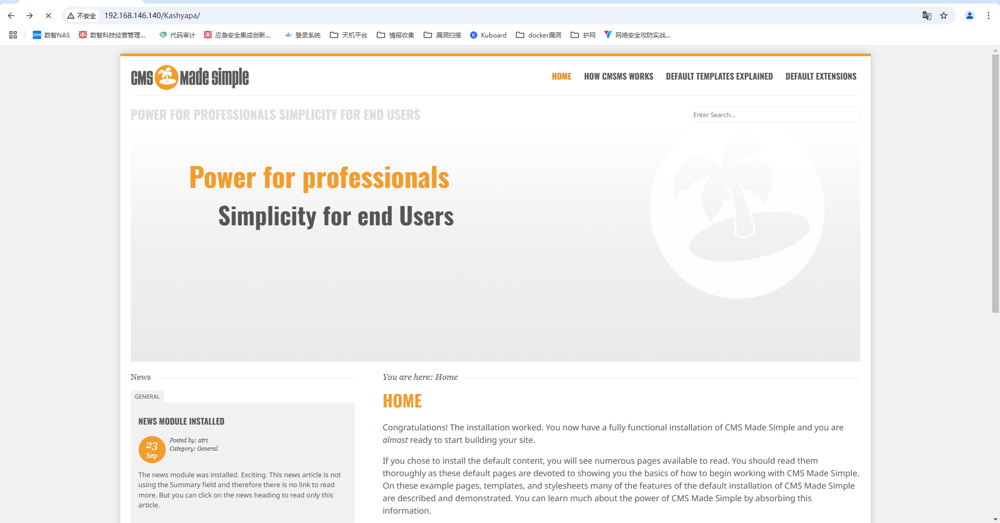 不安全 192.168.146.140/Kashyapa/
数智NAS 数智科技经营管理... 代码审计 应急安全集成创新... 登录系统 天机平台 情报收集 漏洞扫描 Kuboard docker漏洞 护网 网络安全攻防实战...
CMS Made Simple HOME HOW CMSMS WORKS DEFAULT TEMPLATES EXPLAINED DEFAULT EXTENSIONS
POWER FOR PROFESSIONALS SIMPLICITY FOR END USERS Enter Search...
Power for professionals
Simplicity for end Users
News
GENERAL
NEWS MODULE INSTALLED
23
Sep
Posted by: atri
Category: General
The news module was installed. Exciting. This news article is not
using the Summary field and therefore there is no link to read
more. But you can click on the news heading to read only this
article.
You are here: Home
HOME
Congratulations! The installation worked. You now have a fully functional installation of CMS Made Simple and you are
almost ready to start building your site.
If you chose to install the default content, you will see numerous pages available to read. You should read them
thoroughly as these default pages are devoted to showing you the basics of how to begin working with CMS Made Simple.
On these example pages, templates, and stylesheets many of the features of the default installation of CMS Made Simple
are described and demonstrated. You can learn much about the power of CMS Made Simple by absorbing this
information.